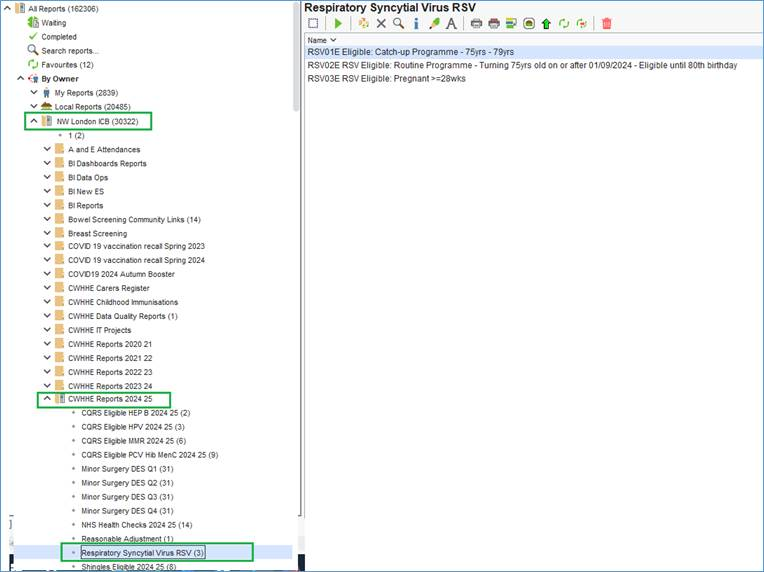 All Reports (162306)
Waiting
Completed
Search reports...
Favourites (12)
By Owner
My Reports (2839)
Local Reports (20485)
NW London ICB (30322)
1 (2)
A and E Attendances
BI Dashboards Reports
BI Data Ops
BI New ES
BI Reports
Bowel Screening Community Links (14)
Breast Screening
COVID 19 vaccination recall Spring 2023
COVID 19 vaccination recall Spring 2024
COVID19 2024 Autumn Booster
CWHHE Carers Register
CWHHE Childhood Immunisations
CWHHE Data Quality Reports (1)
CWHHE IT Projects
CWHHE Reports 2020 21
CWHHE Reports 2021 22
CWHHE Reports 2022 23
CWHHE Reports 2023 24
CWHHE Reports 2024 25
CQRS Eligible HEP B 2024 25 (2)
CQRS Eligible HPV 2024 25 (3)
CQRS Eligible MMR 2024 25 (6)
CQRS Eligible PCV Hib MenC 2024 25 (9)
Minor Surgery DES Q1 (31)
Minor Surgery DES Q2 (31)
Minor Surgery DES Q3 (31)
Minor Surgery DES Q4 (31)
NHS Health Checks 2024 25 (14)
Reasonable Adjustment (1)
Respiratory Syncytial Virus RSV (3)
Shingles Eligible 2024 25 (8)
Respiratory Syncytial Virus RSV
Name
RSV01E Eligible: Catch-up Programme - 75yrs - 79yrs
RSV02E RSV Eligible: Routine Programme - Turning 75yrs old on or after 01/09/2024 - Eligible until 80th birthday
RSV03E RSV Eligible: Pregnant >=28wks